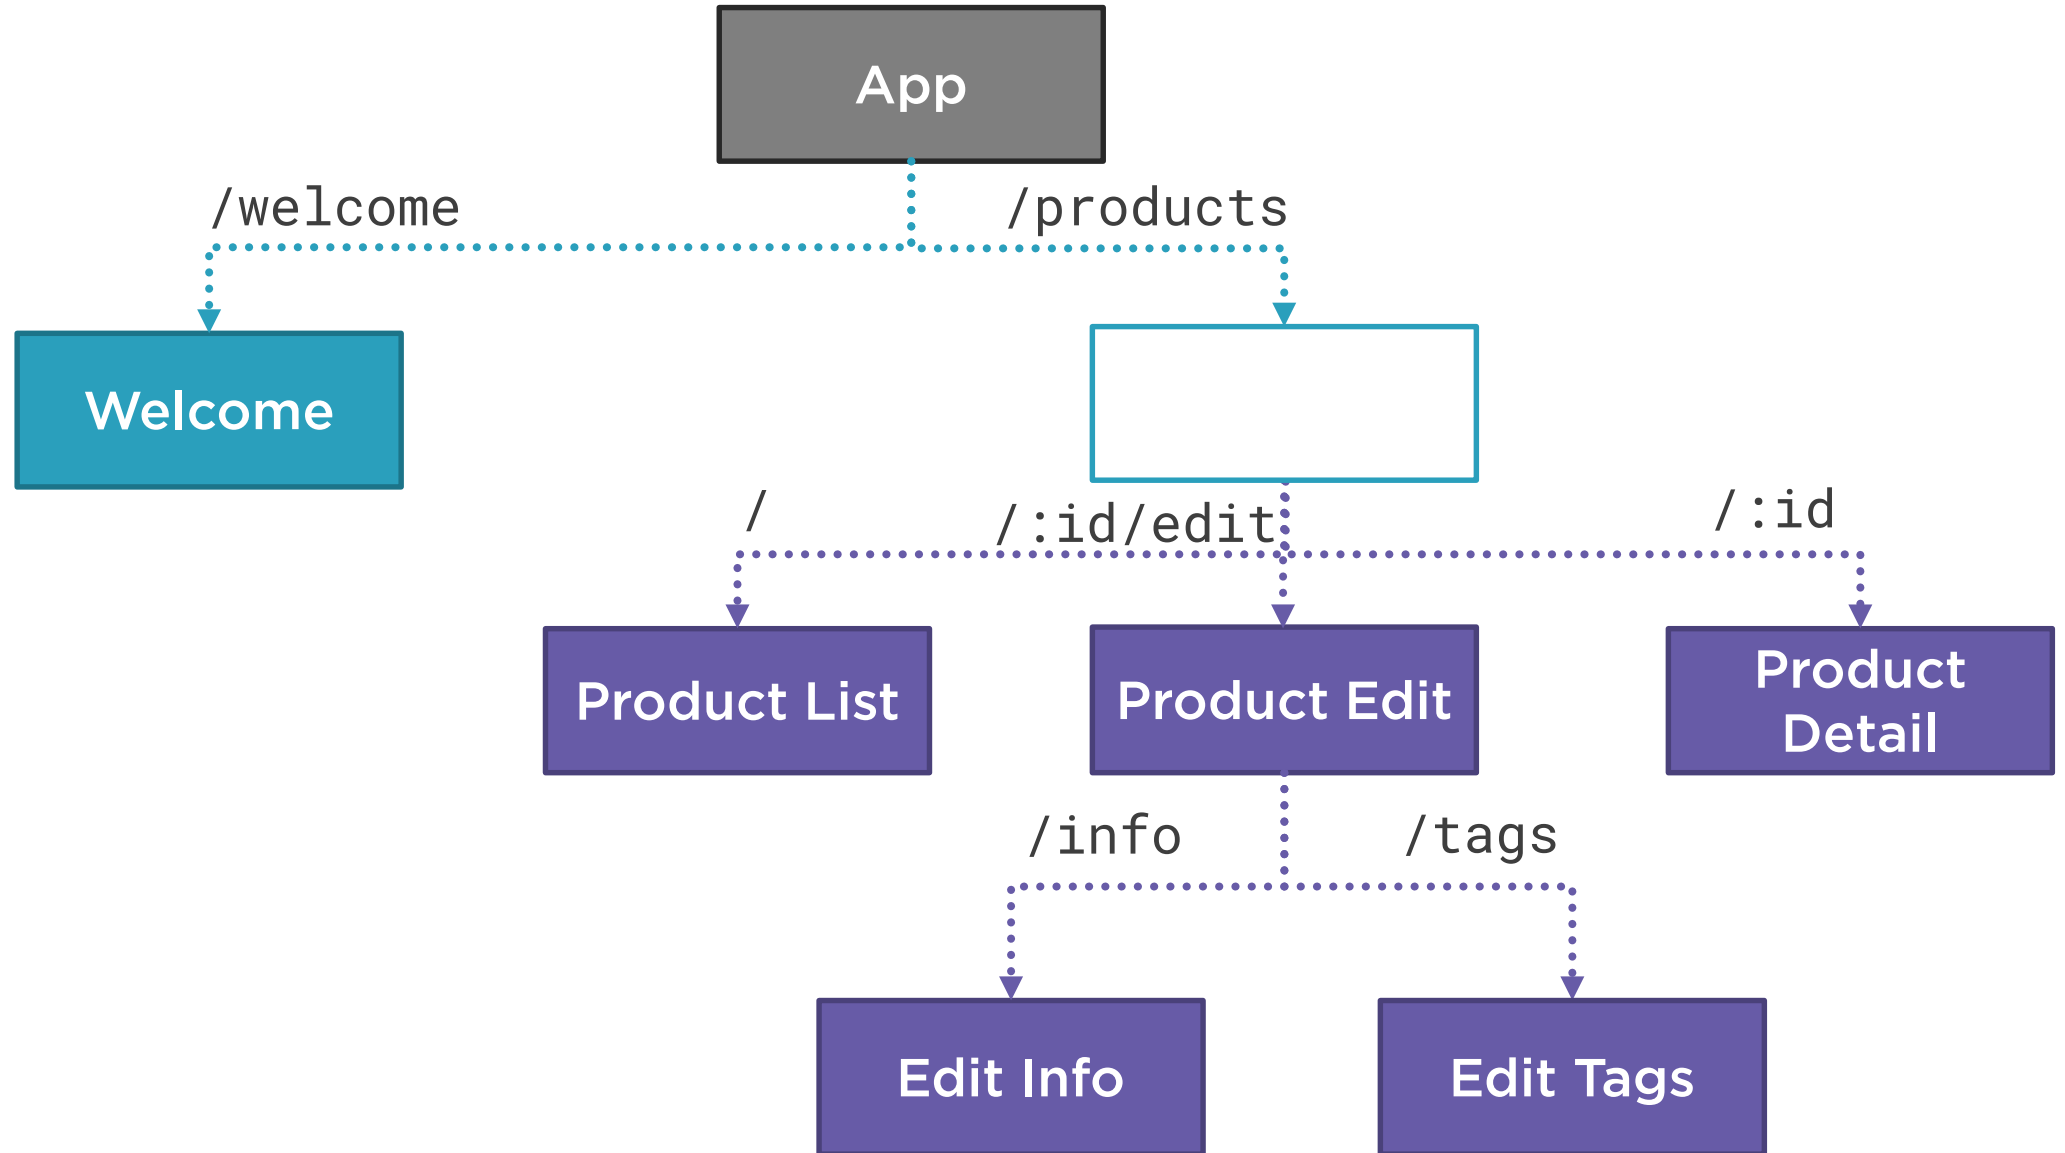 App
/welcome
/products
Welcome
/
/:id/edit
/:id
Product List
Product Edit
Product
Detail
/info
/tags
Edit Info
Edit Tags